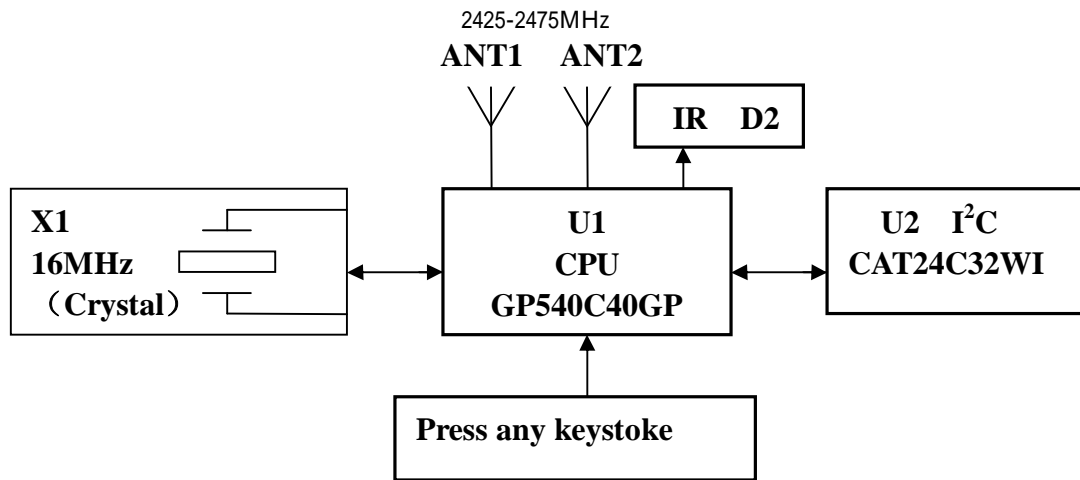 2425-2475MHz
ANT1 ANT2
IR D2
X1
16MHz
（Crystal）
U1
CPU
GP540C40GP
U2 I²C
CAT24C32WI
Press any keystoke